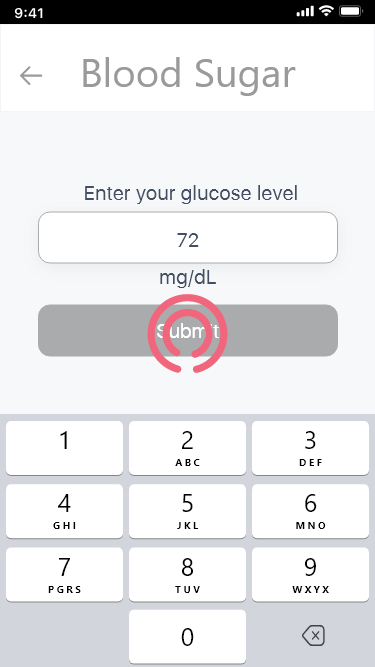 9:41
Blood Sugar
Enter your glucose level
72
mg/dL
Submit
1
2
ABC
3
DEF
4
GHI
5
JKL
6
MNO
7
PGRS
8
TUV
9
WXYX
0